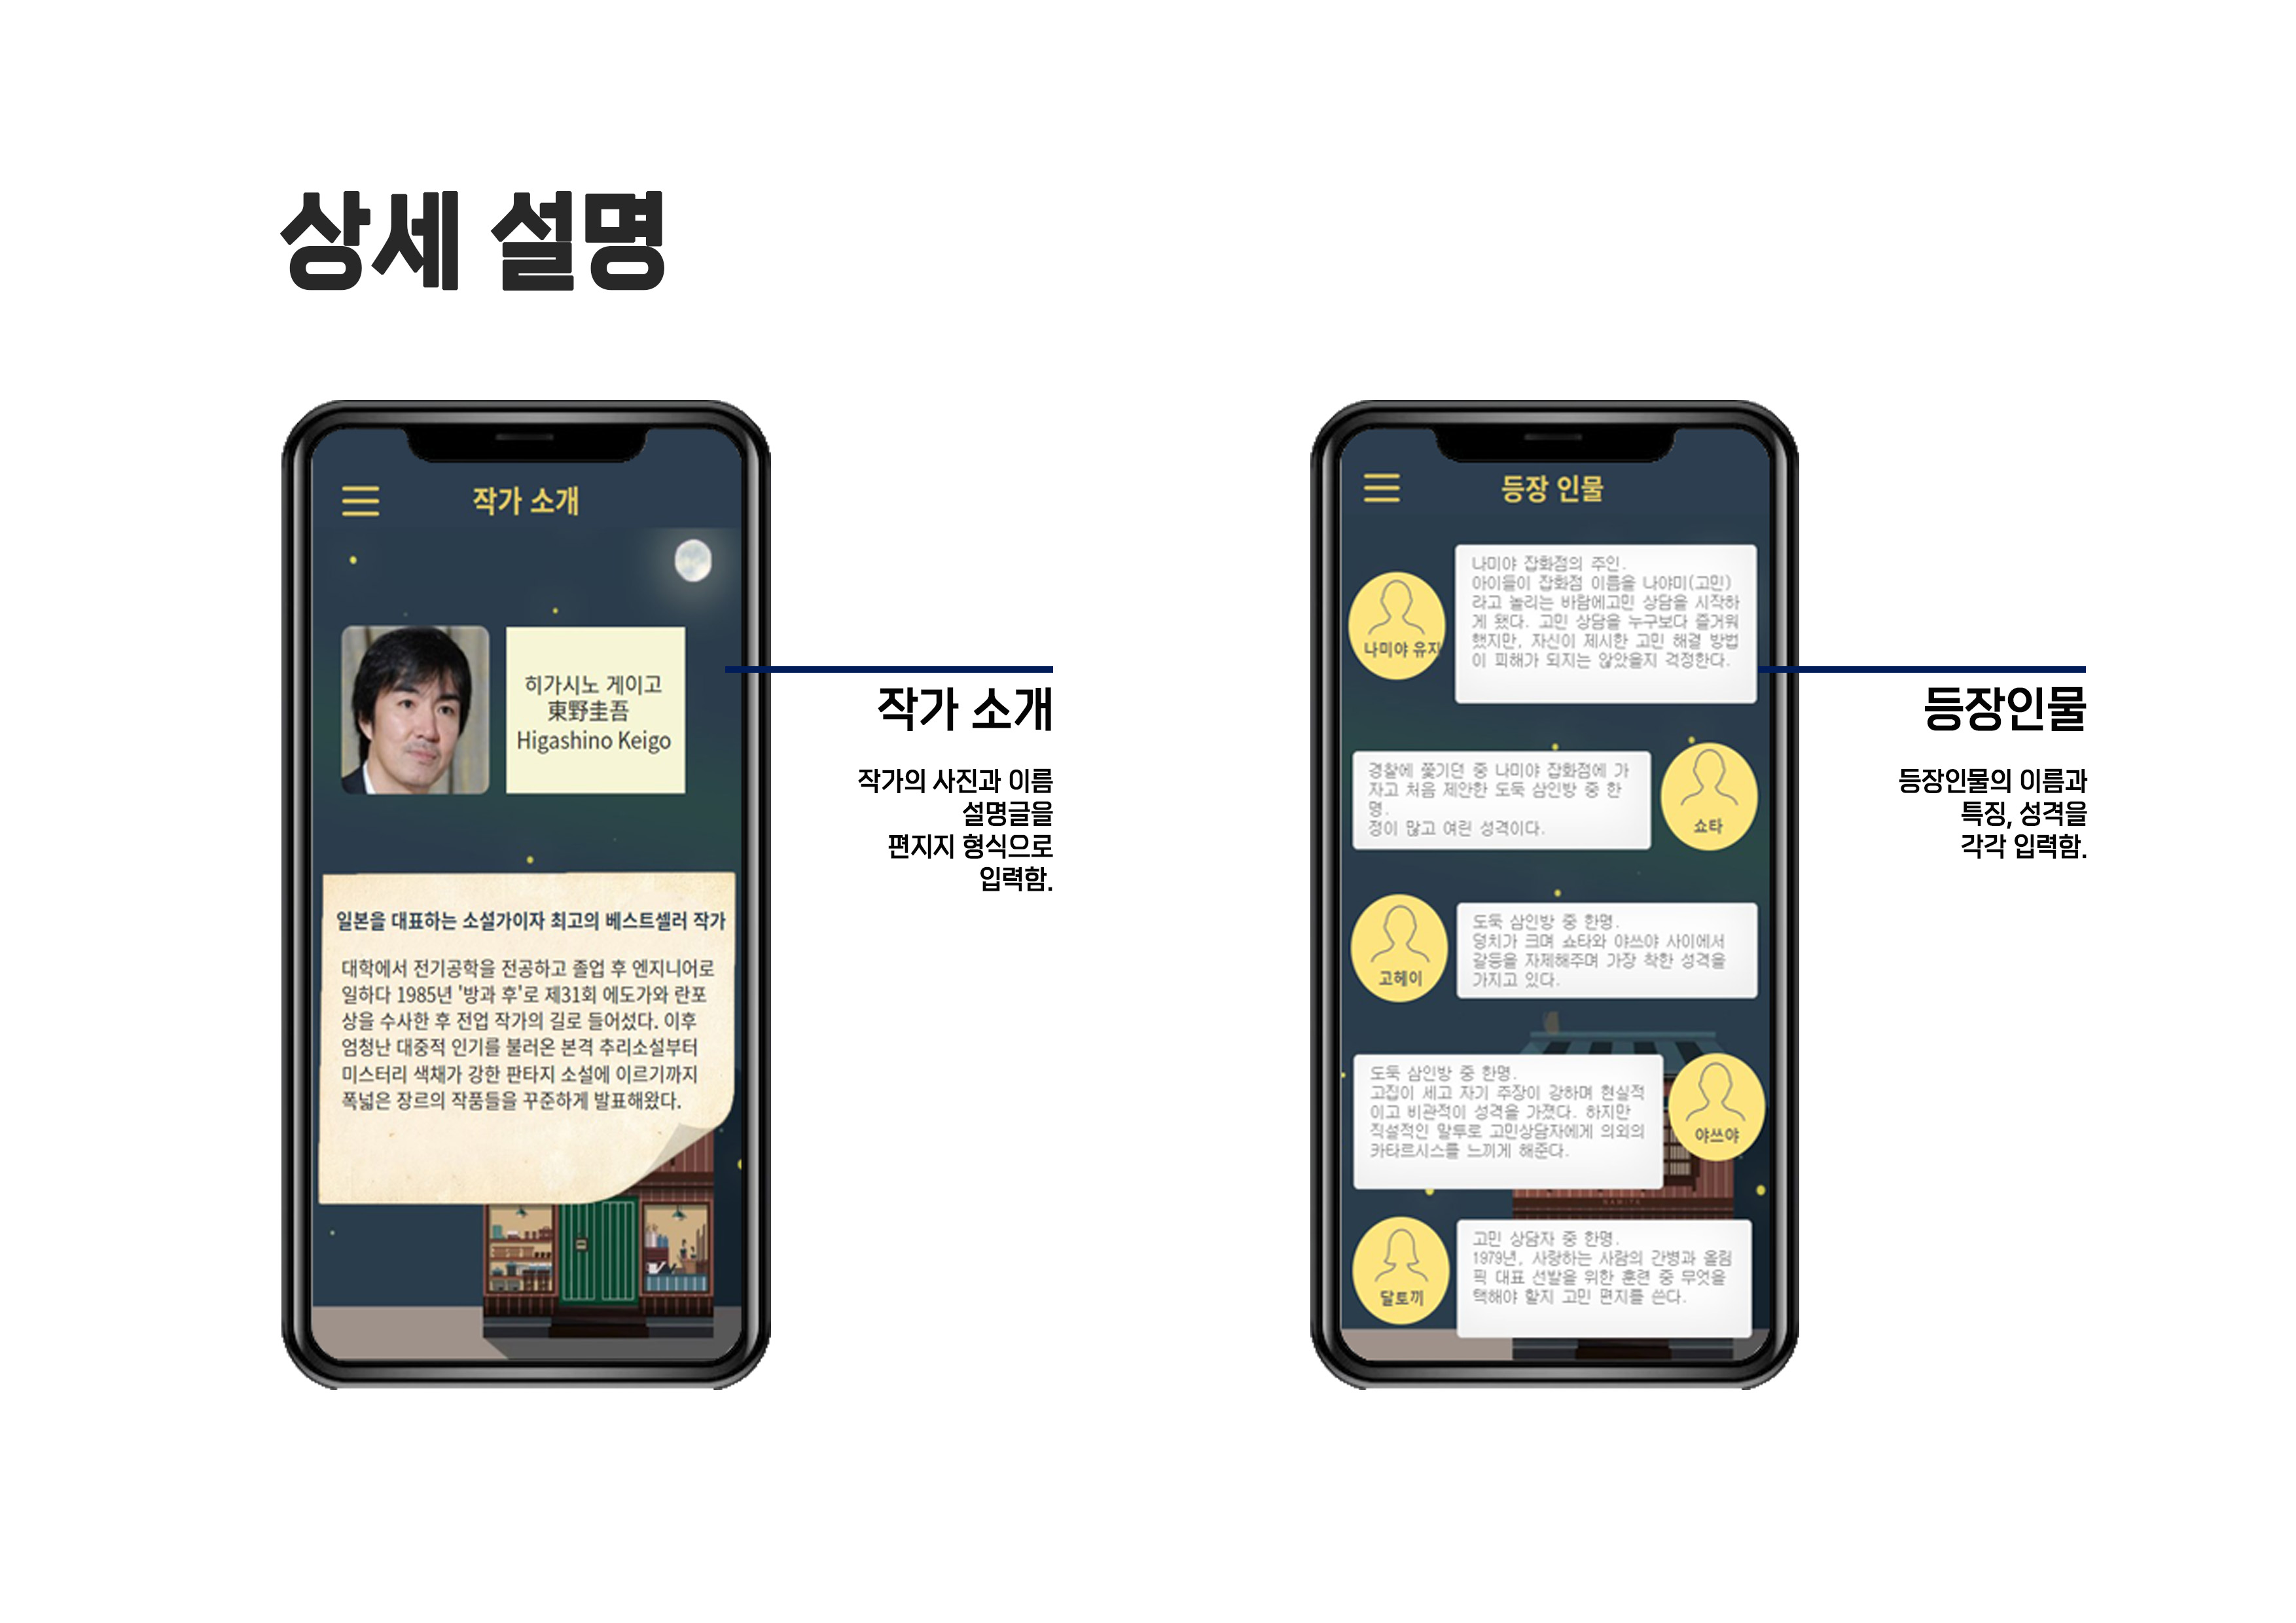 상세 설명
작가 소개
히가시노 게이고
東野圭吾
Higashino Keigo
일본을 대표하는 소설가이자 최고의 베스트셀러 작가
대학에서 전기공학을 전공하고 졸업 후 엔지니어로
일하다 1985년 '방과 후'로 제31회 에도가와 란포
상을 수사한 후 전업 작가의 길로 들어섰다. 이후
엄청난 대중적 인기를 불러온 본격 추리소설부터
미스터리 색채가 강한 판타지 소설에 이르기까지
폭넓은 장르의 작품들을 꾸준하게 발표해왔다.
작가 소개
작가의 사진과 이름
설명글을
편지지 형식으로
입력함.
등장 인물
나미야 유지
나미야 잡화점의 주인.
아이들이 잡화점 이름을 나야미(고민)
라고 놀리는 바람에고민 상담을 시작하
게 됐다. 고민 상담을 누구보다 즐거워
했지만, 자신이 제시한 고민 해결 방법
이 피해가 되지는 않았을지 걱정한다.
경찰에 쫓기던 중 나미야 잡화점에 가
자고 처음 제안한 도둑 삼인방 중 한
명.
정이 많고 여린 성격이다.
쇼타
고헤이
도둑 삼인방 중 한명.
덩치가 크며 쇼타와 야쓰야 사이에서
갈등을 자제해주며 가장 착한 성격을
가지고 있다.
도둑 삼인방 중 한명.
고집이 세고 자기 주장이 강하며 현실적
이고 비관적이 성격을 가졌다. 하지만
직설적인 말투로 고민상담자에게 의외의
카타르시스를 느끼게 해준다.
야쓰야
NAMIYA
달토끼
고민 상담자 중 한명.
1979년, 사랑하는 사람의 간병과 올림
픽 대표 선발을 위한 훈련 중 무엇을
택해야 할지 고민 편지를 쓴다.
등장인물
등장인물의 이름과
특징, 성격을
각각 입력함.